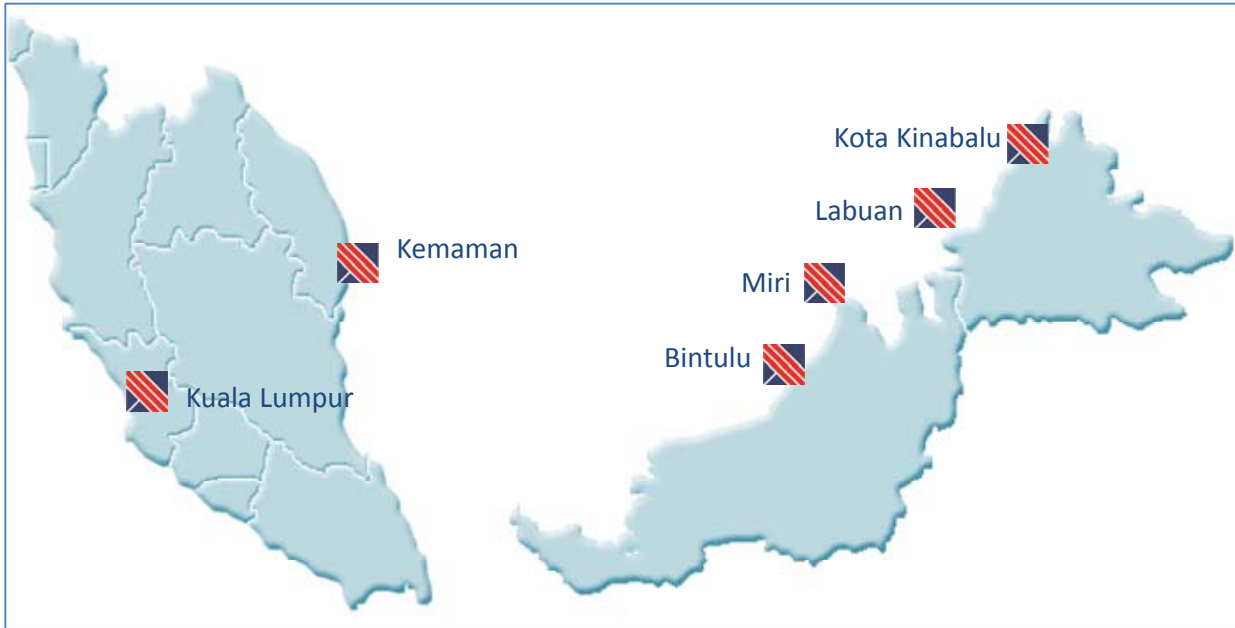 Kota Kinabalu
Labuan
Kemaman
Miri
Bintulu
Kuala Lumpur